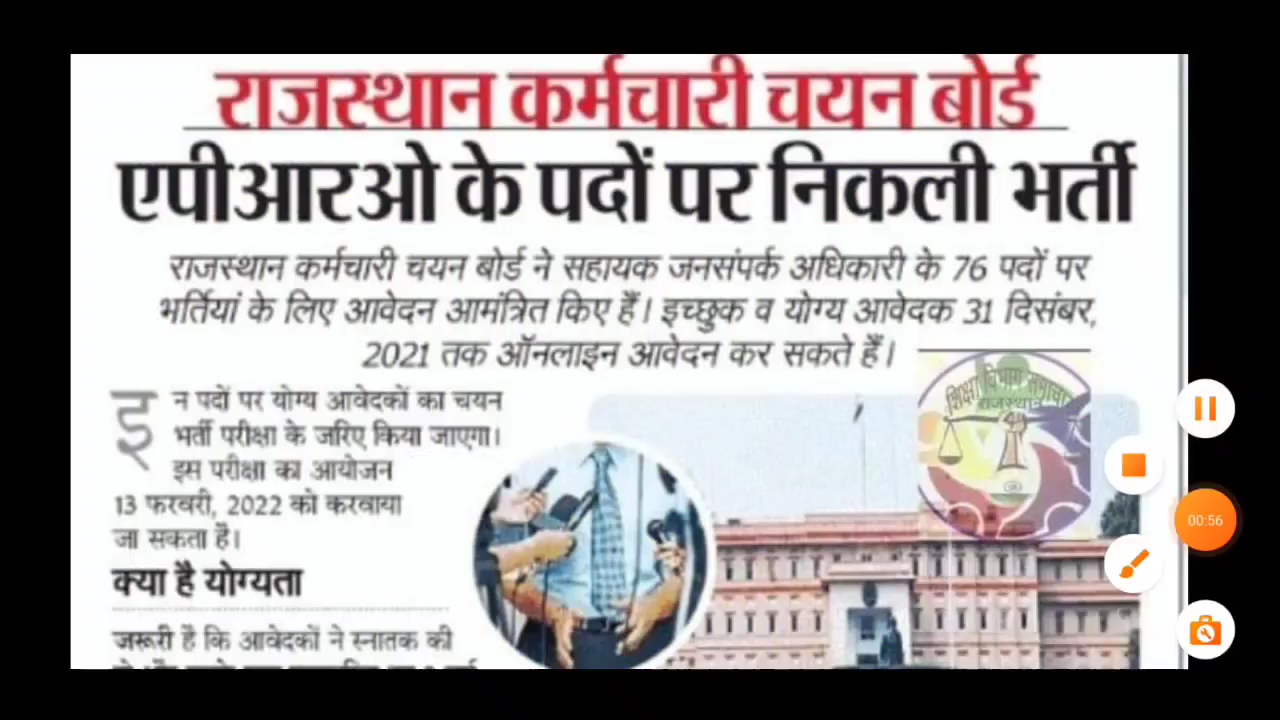 राजस्थान कर्मचारी चयन बोर्ड
एपीआरओ के पदों पर निकली भर्ती
राजस्थान कर्मचारी चयन बोर्ड ने सहायक जनसंपर्क अधिकारी के 76 पदों पर
भर्तियां के लिए आवेदन आमंत्रित किए हैं। इच्छुक व योग्य आवेदक 31 दिसंबर,
2021 तक ऑनलाइन आवेदन कर सकते हैं।
इन पदों पर योग्य आवेदकों का चयन
भर्ती परीक्षा के जरिए किया जाएगा।
इस परीक्षा का आयोजन
13 फरवरी, 2022 को करवाया
जा सकता है।
क्या है योग्यता
जरूरी है कि आवेदकों ने स्नातक की
शिक्षा विभाग समाचार
राजस्थान
00:56